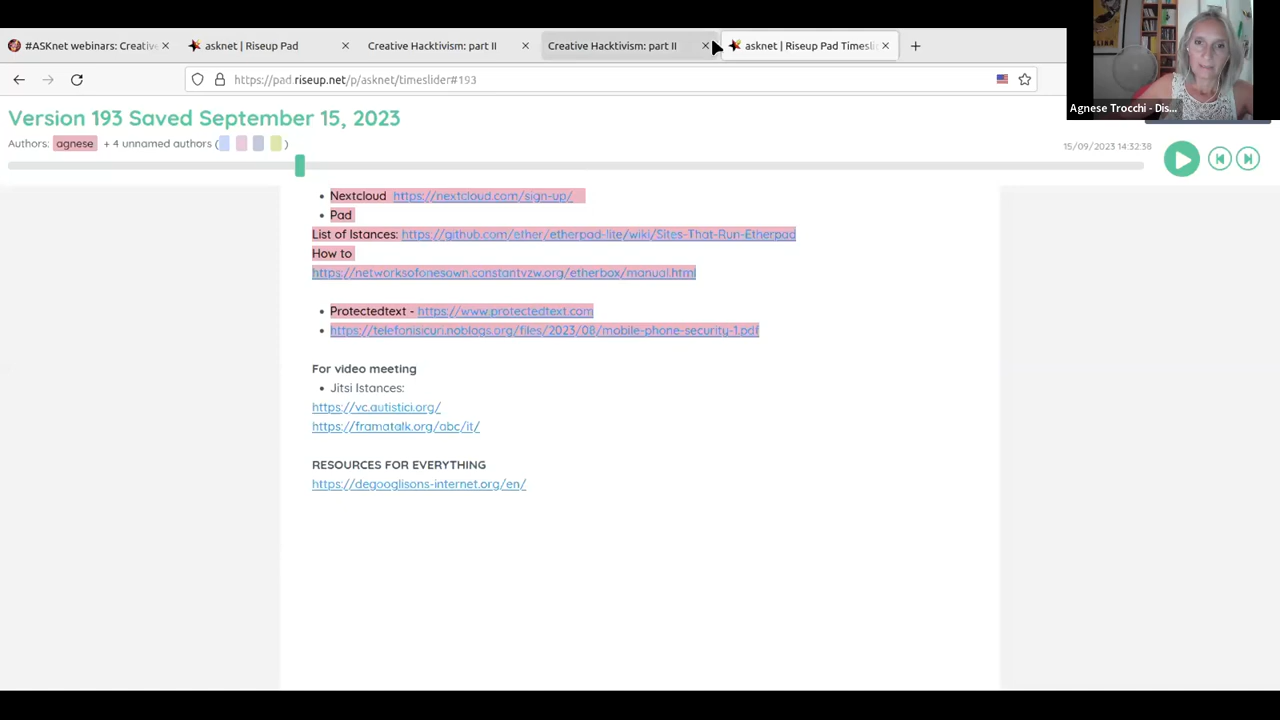 #ASKnet webinars: Creative
asknet | Riseup Pad
Creative Hacktivism: part II
Creative Hacktivism: part II
asknet | Riseup Pad Timesli
https://pad.riseup.net/p/asknet/timeslider#193
Agnese Trocchi - Dis...
Version 193 Saved September 15, 2023
Authors: agnese + 4 unnamed authors ( )
15/09/2023 14:32:38
• Nextcloud https://nextcloud.com/sign-up/
• Pad
List of Istances: https://github.com/ether/etherpad-lite/wiki/Sites-That-Run-Etherpad
How to
https://networksofonesown.constantvzw.org/etherbox/manual.html
• Protectedtext - https://www.protectedtext.com
• https://telefonisicuri.noblogs.org/files/2023/08/mobile-phone-security-1.pdf
For video meeting
• Jitsi Istances:
https://vc.autistici.org/
https://framatalk.org/abc/it/
RESOURCES FOR EVERYTHING
https://degooglisons-internet.org/en/